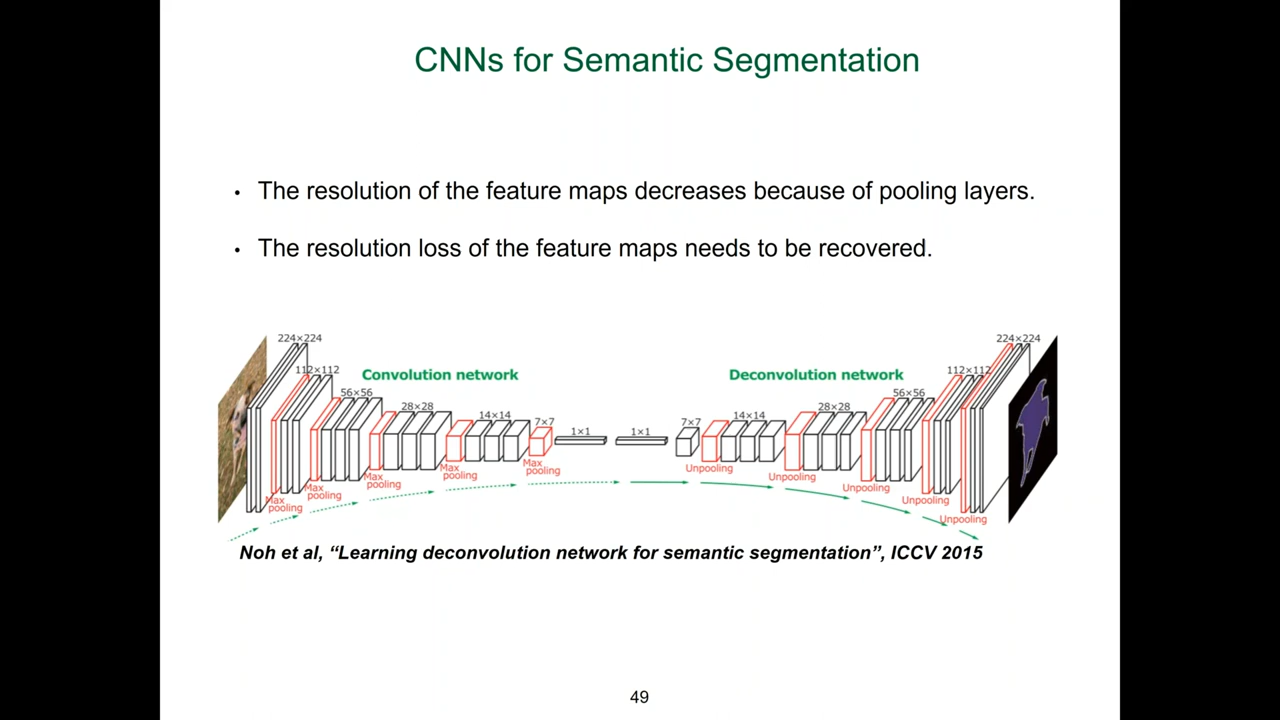 CNNs for Semantic Segmentation
• The resolution of the feature maps decreases because of pooling layers.
• The resolution loss of the feature maps needs to be recovered.
224×224
112×112
56×56
28×28
14×14
7×7
1×1
1×1
7×7
14×14
28×28
56×56
112×112
224×224
Convolution network
Deconvolution network
Max
pooling
Max
pooling
Max
pooling
Max
pooling
Max
pooling
Unpooling
Unpooling
Unpooling
Unpooling
Unpooling
Noh et al, “Learning deconvolution network for semantic segmentation”, ICCV 2015
49